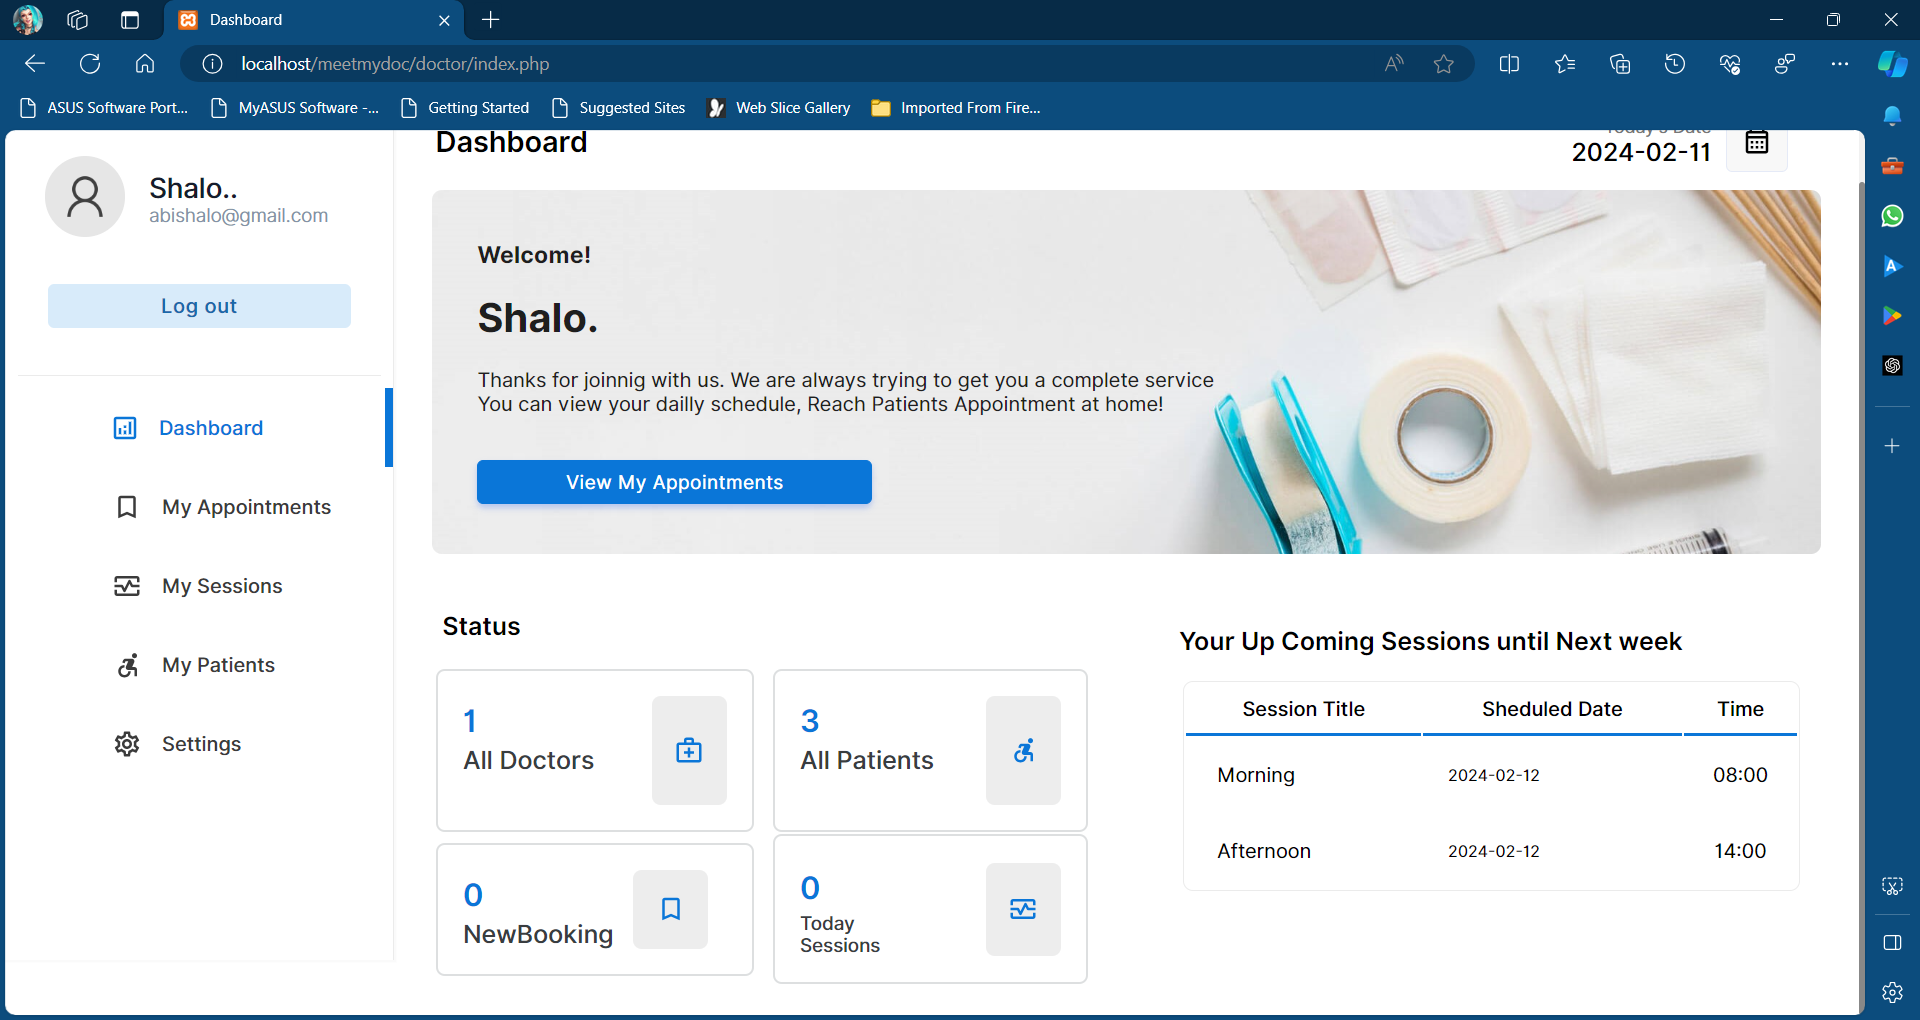 Dashboard
localhost/meetmydoc/doctor/index.php
ASUS Software Port...
MyASUS Software -...
Getting Started
Suggested Sites
Web Slice Gallery
Imported From Fire...
Shalo..
abishalo@gmail.com
Log out
Dashboard
My Appointments
My Sessions
My Patients
Settings
Dashboard
Today's Date
2024-02-11
Welcome!
Shalo.
Thanks for joinnig with us. We are always trying to get you a complete service
You can view your dailly schedule, Reach Patients Appointment at home!
View My Appointments
Status
1
All Doctors
3
All Patients
0
NewBooking
0
Today
Sessions
Your Up Coming Sessions until Next week
Session Title Sheduled Date Time
Morning 2024-02-12 08:00
Afternoon 2024-02-12 14:00